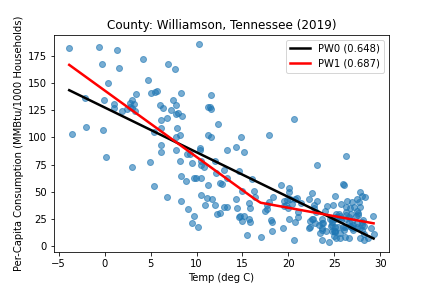 County: Williamson, Tennessee (2019)
Per-Capita Consumption (MMBtu/1000 Households)
175
150
125
100
75
50
25
0
PW0 (0.648)
PW1 (0.687)
−5 0 5 10 15 20 25 30
Temp (deg C)